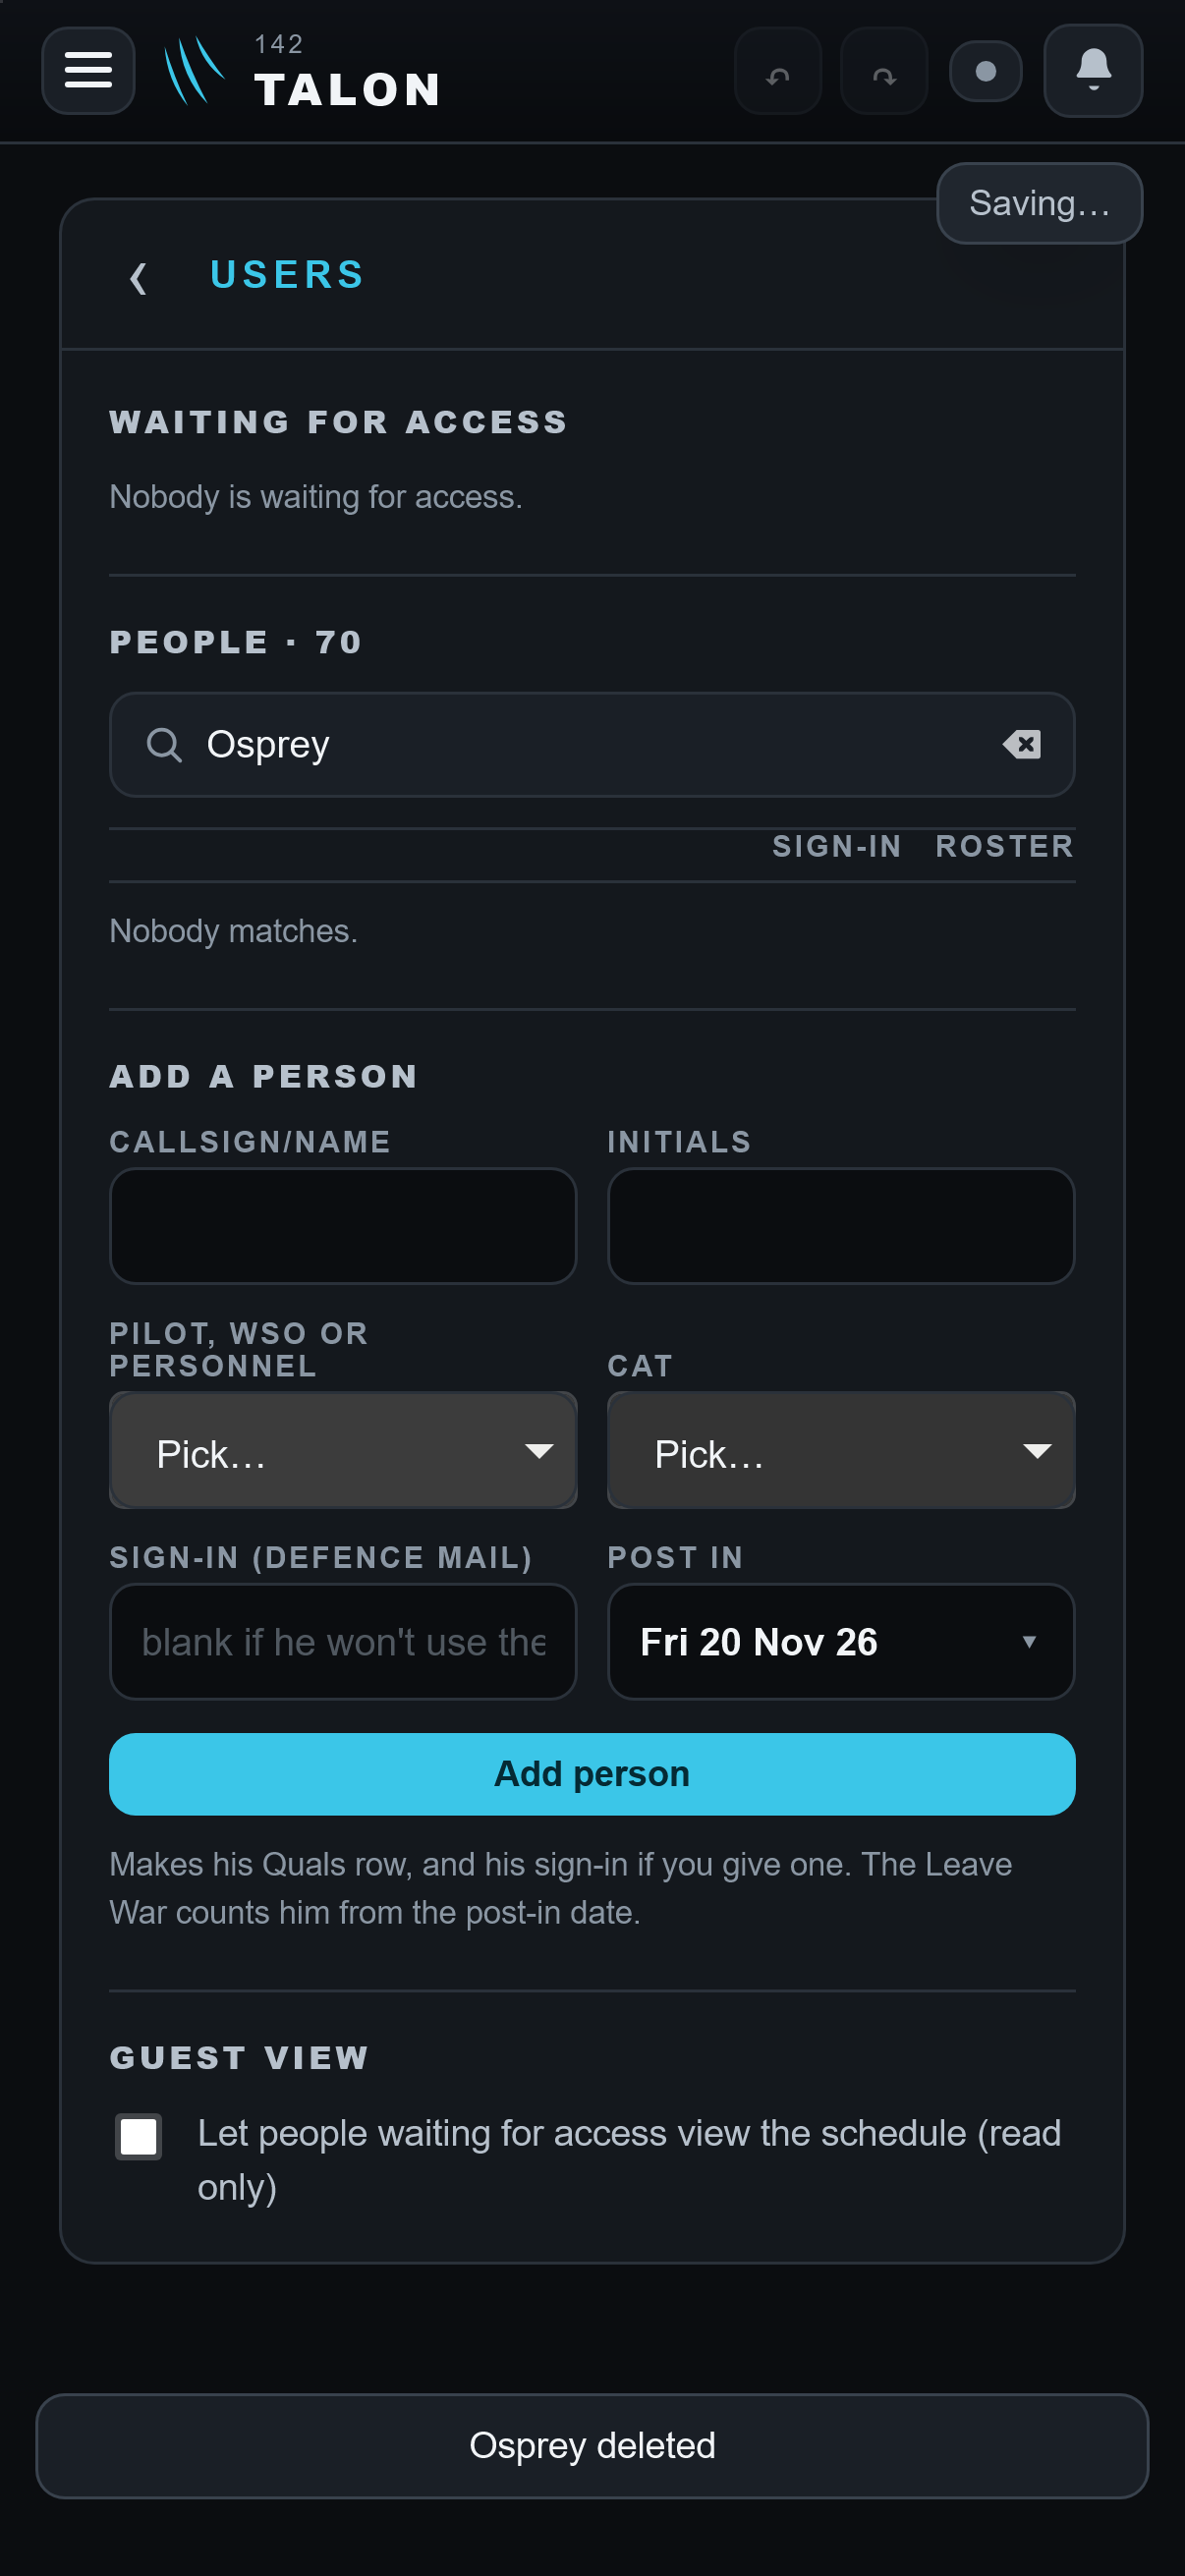 142
TALON
Saving…
USERS
WAITING FOR ACCESS
Nobody is waiting for access.
PEOPLE · 70
Osprey
SIGN-IN ROSTER
Nobody matches.
ADD A PERSON
CALLSIGN/NAME INITIALS
PILOT, WSO OR
PERSONNEL CAT
Pick… Pick…
SIGN-IN (DEFENCE MAIL) POST IN
blank if he won't use the Fri 20 Nov 26
Add person
Makes his Quals row, and his sign-in if you give one. The Leave
War counts him from the post-in date.
GUEST VIEW
Let people waiting for access view the schedule (read
only)
Osprey deleted